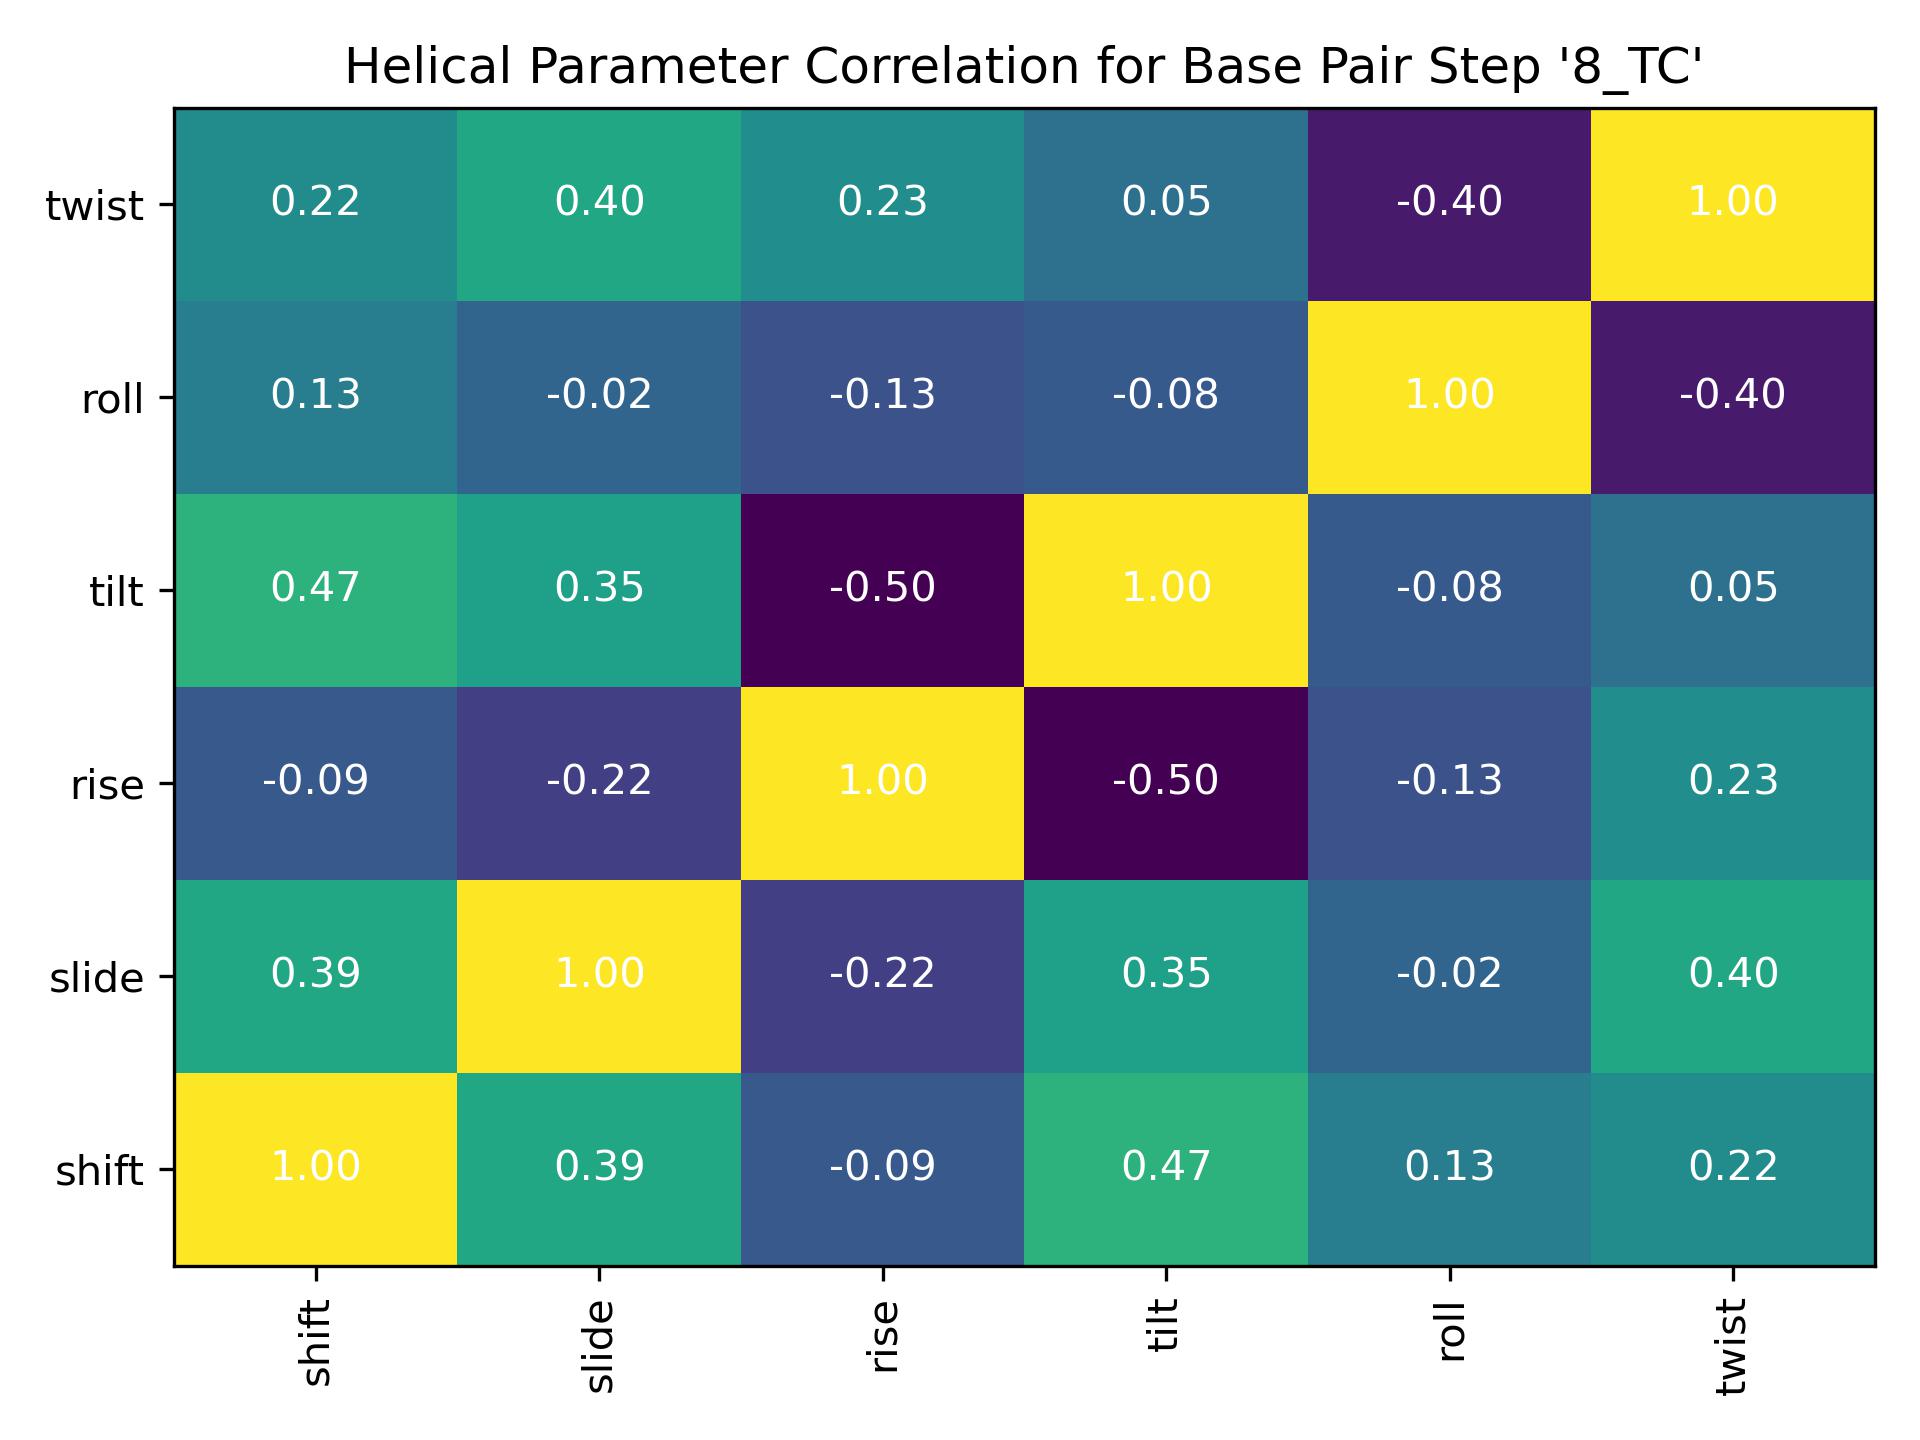 Helical Parameter Correlation for Base Pair Step '8_TC'
twist 0.22 0.40 0.23 0.05 -0.40 1.00
roll 0.13 -0.02 -0.13 -0.08 1.00 -0.40
tilt 0.47 0.35 -0.50 1.00 -0.08 0.05
rise -0.09 -0.22 1.00 -0.50 -0.13 0.23
slide 0.39 1.00 -0.22 0.35 -0.02 0.40
shift 1.00 0.39 -0.09 0.47 0.13 0.22
shift slide rise tilt roll twist